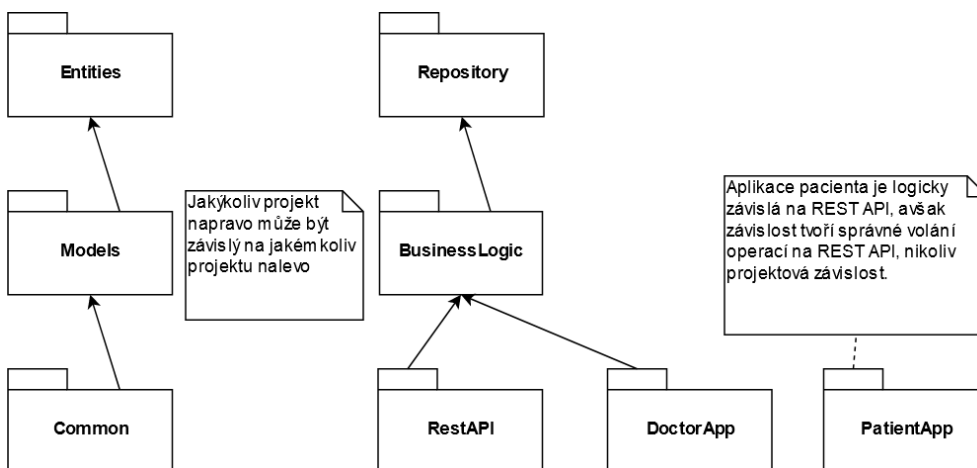 Entities
Repository
Models
Jakýkoliv projekt
napravo může být
závislý na jakém koliv
projektu nalevo
BusinessLogic
Aplikace pacienta je logicky
závislá na REST API, avšak
závislost tvoří správné volání
operací na REST API, nikoliv
projektová závislost.
Common
RestAPI
DoctorApp
PatientApp